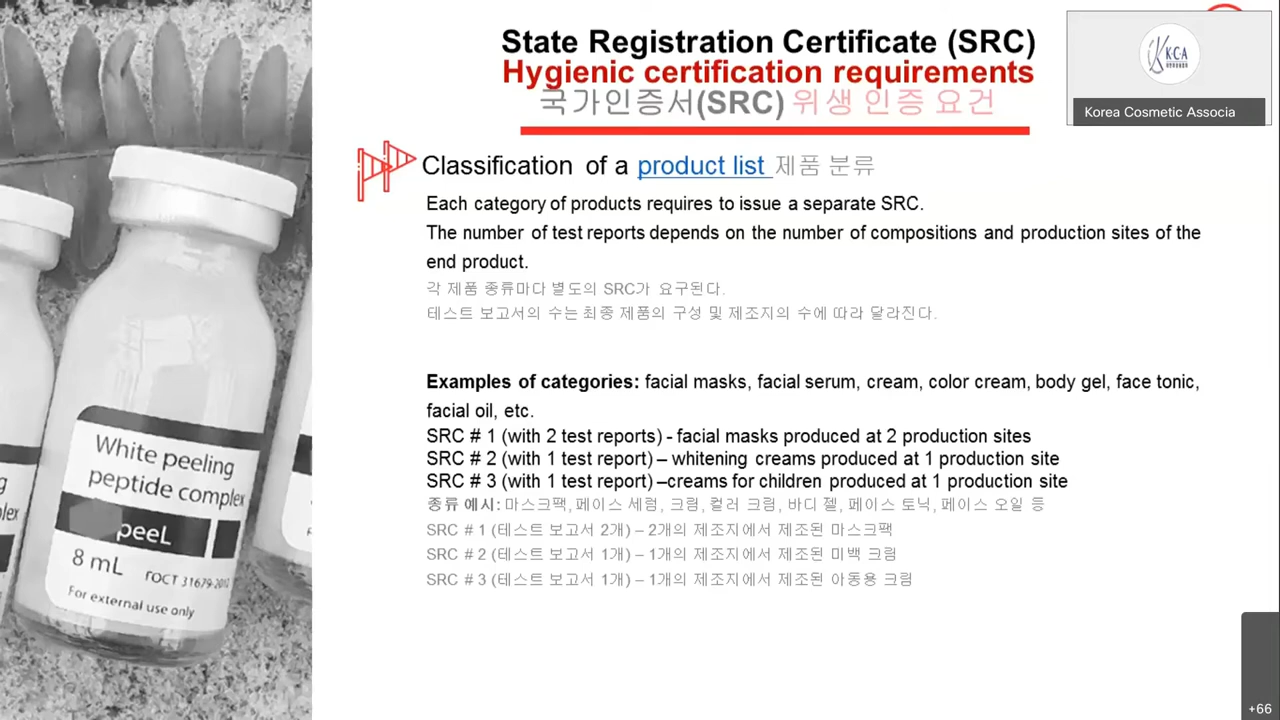 State Registration Certificate (SRC)
Hygienic certification requirements
국가인증서(SRC) 위생 인증 요건
KCA
Korea Cosmetic Associa
Classification of a product list 제품 분류
Each category of products requires to issue a separate SRC.
The number of test reports depends on the number of compositions and production sites of the
end product.
각 제품 종류마다 별도의 SRC가 요구된다.
테스트 보고서의 수는 최종 제품의 구성 및 제조지의 수에 따라 달라진다.
Examples of categories: facial masks, facial serum, cream, color cream, body gel, face tonic,
facial oil, etc.
SRC # 1 (with 2 test reports) - facial masks produced at 2 production sites
SRC # 2 (with 1 test report) – whitening creams produced at 1 production site
SRC # 3 (with 1 test report) –creams for children produced at 1 production site
종류 예시: 마스크팩, 페이스 세럼, 크림, 컬러 크림, 바디 젤, 페이스 토닉, 페이스 오일 등
SRC # 1 (테스트 보고서 2개) – 2개의 제조지에서 제조된 마스크팩
SRC # 2 (테스트 보고서 1개) – 1개의 제조지에서 제조된 미백 크림
SRC # 3 (테스트 보고서 1개) – 1개의 제조지에서 제조된 아동용 크림
White peeling
peptide complex
peeL
8 mL
ГОСТ 31679-2012
For external use only
+66